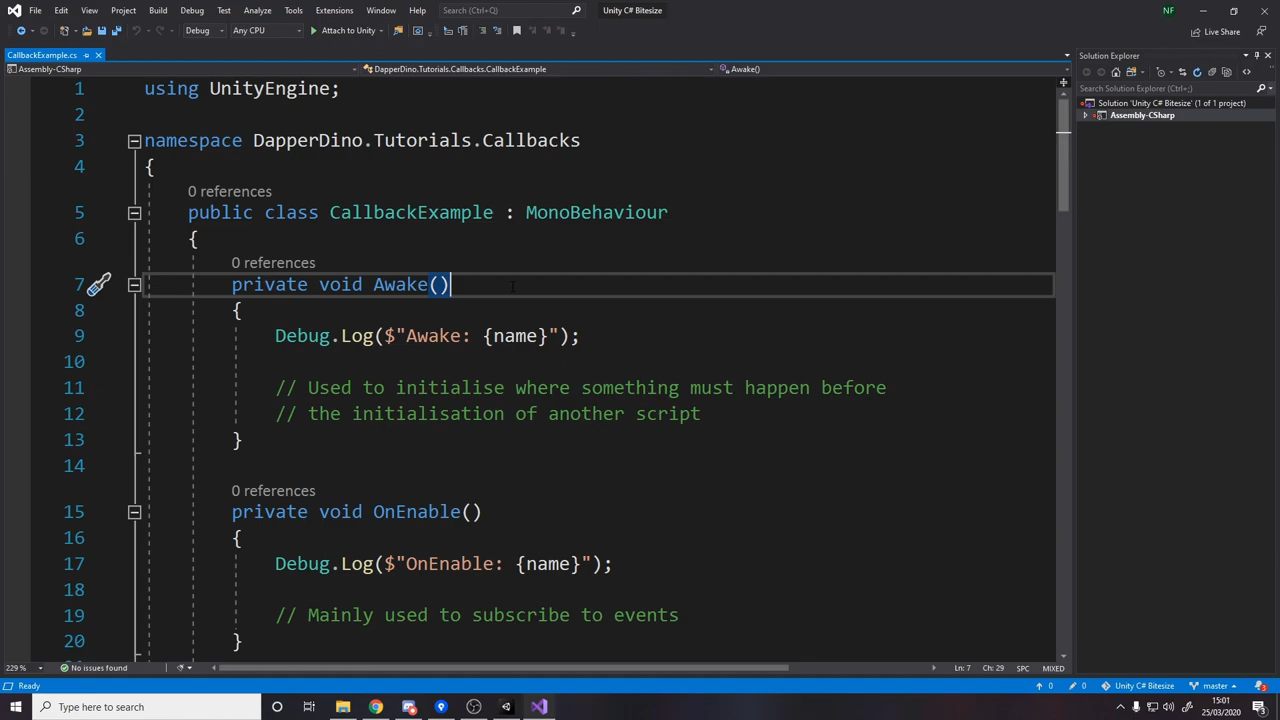 File Edit View Project Build Debug Test Analyze Tools Extensions Window Help Search (Ctrl+Q) Unity C# Bitesize NF
Debug Any CPU Attach to Unity Live Share
CallbackExample.cs
Assembly-CSharp DapperDino.Tutorials.Callbacks.CallbackExample Awake()
1 using UnityEngine;
2
3 namespace DapperDino.Tutorials.Callbacks
4 {
0 references
5 public class CallbackExample : MonoBehaviour
6 {
0 references
7 private void Awake()
8 {
9 Debug.Log($"Awake: {name}");
10
11 // Used to initialise where something must happen before
12 // the initialisation of another script
13 }
14
0 references
15 private void OnEnable()
16 {
17 Debug.Log($"OnEnable: {name}");
18
19 // Mainly used to subscribe to events
20 }
229 % No issues found Ln: 7 Ch: 29 SPC MIXED
Solution Explorer
Search Solution Explorer (Ctrl+;)
Solution 'Unity C# Bitesize' (1 of 1 project)
Assembly-CSharp
Ready 0 0 Unity C# Bitesize master 3
Type here to search 15:01
25/03/2020 3